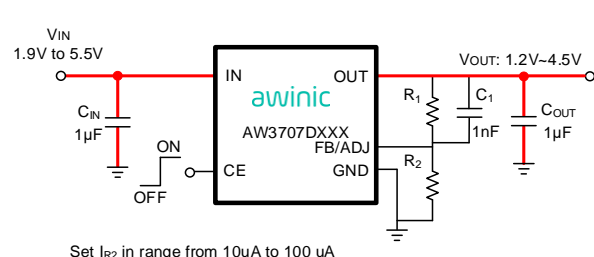 VIN
1.9V to 5.5V
VOUT: 1.2V~4.5V
IN
OUT
awinic
R1
C1
CIN
1µF
COUT
1µF
AW3707DXXX
1nF
FB/ADJ
ON
R2
CE
GND
OFF
Set IR2 in range from 10uA to 100 uA